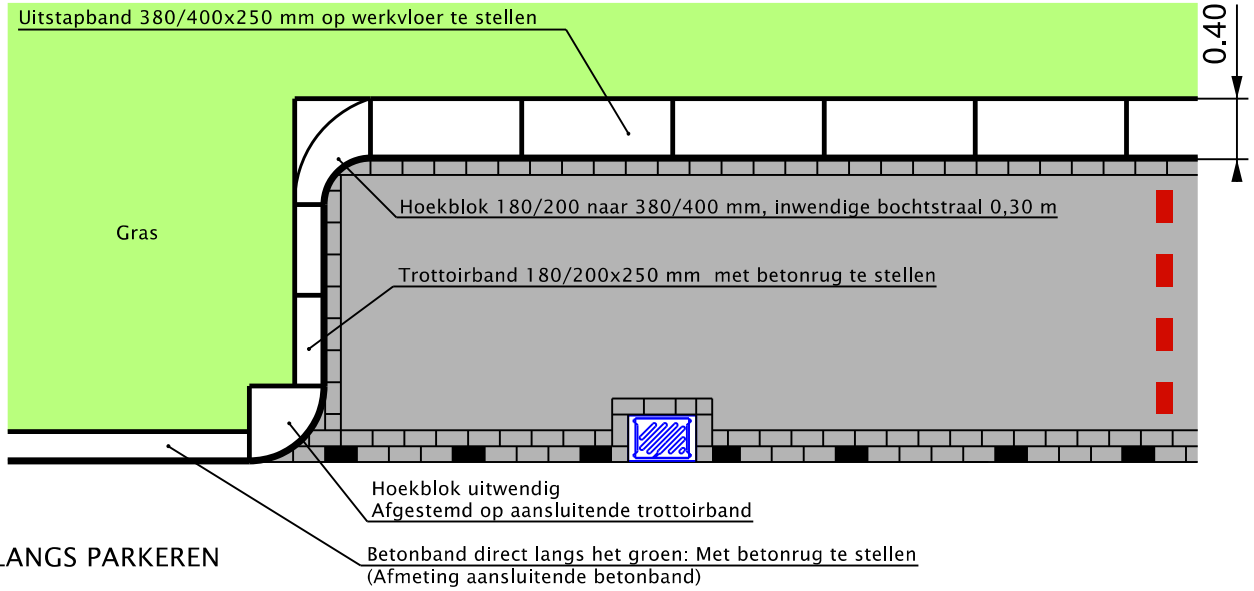 Uitstapband 380/400x250 mm op werkvloer te stellen
0.40
Hoekblok 180/200 naar 380/400 mm, inwendige bochtstraal 0,30 m
Gras
Trottoirband 180/200x250 mm met betonrug te stellen
Hoekblok uitwendig
Afgestemd op aansluitende trottoirband
LANGS PARKEREN
Betonband direct langs het groen: Met betonrug te stellen
(Afmeting aansluitende betonband)